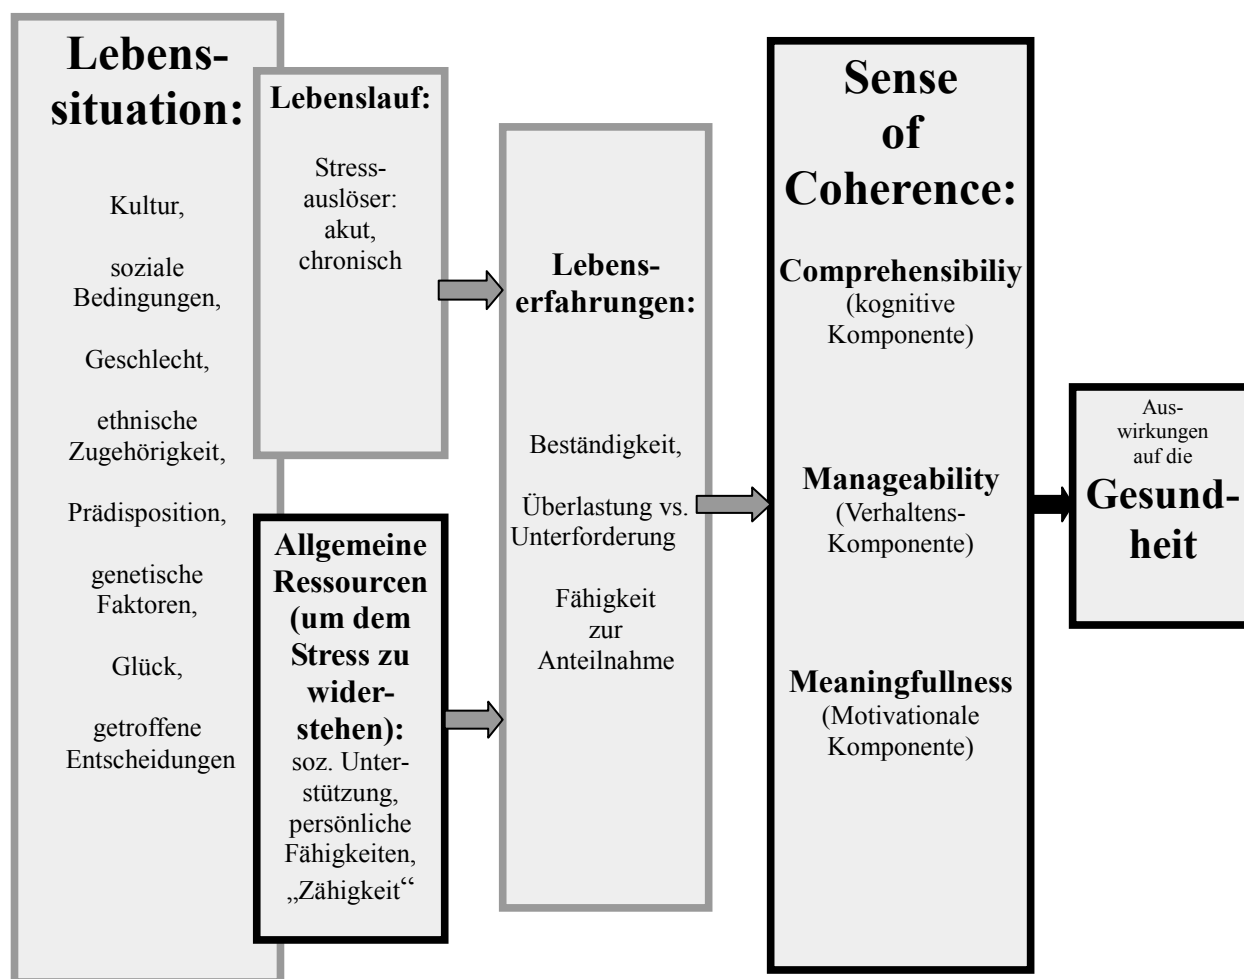 Lebens-
situation:
Kultur,
soziale
Bedingungen,
Geschlecht,
ethnische
Zugehörigkeit,
Prädisposition,
genetische
Faktoren,
Glück,
getroffene
Entscheidungen
Lebenslauf:
Stress-
auslöser:
akut,
chronisch
Allgemeine
Ressourcen
(um dem
Stress zu
wider-
stehen):
soz. Unter-
stützung,
persönliche
Fähigkeiten,
„Zähigkeit“
Lebens-
erfahrungen:
Beständigkeit,
Überlastung vs.
Unterforderung
Fähigkeit
zur
Anteilnahme
Sense
of
Coherence:
Comprehensibiliy
(kognitive
Komponente)
Manageability
(Verhaltens-
Komponente)
Meaningfullness
(Motivationale
Komponente)
Aus-
wirkungen
auf die
Gesund-
heit